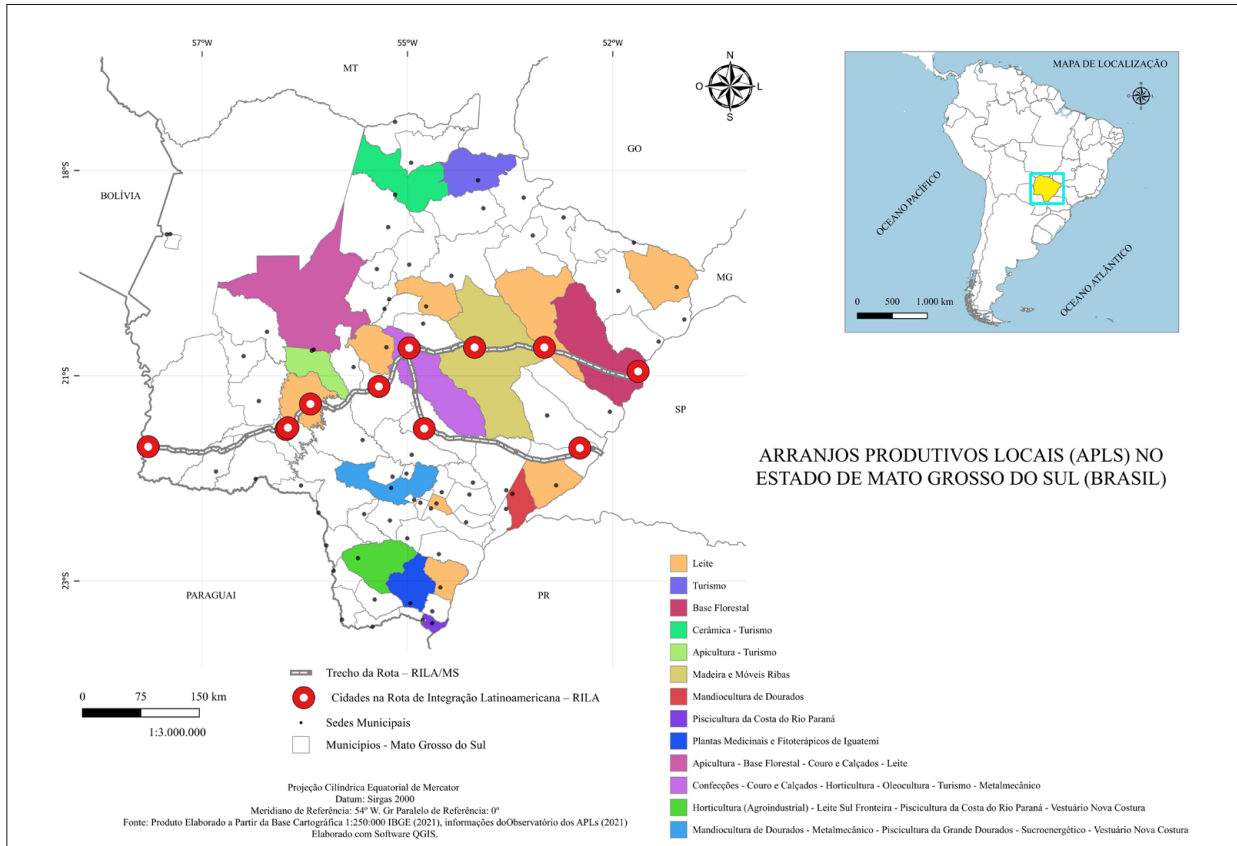 57ºW
55ºW
52ºW
MT
N
O
L
S
GO
18ºS
BOLÍVIA
MG
21ºS
SP
23ºS
PARAGUAI
PR
MAPA DE LOCALIZAÇÃO
OCEANO PACÍFICO
OCEANO ATLÂNTICO
0 500 1.000 km
ARRANJOS PRODUTIVOS LOCAIS (APLS) NO
ESTADO DE MATO GROSSO DO SUL (BRASIL)
Trecho da Rota – RILA/MS
Cidades na Rota de Integração Latinoamericana – RILA
Sedes Municipais
Municípios - Mato Grosso do Sul
0 75 150 km
1:3.000.000
Leite
Turismo
Base Florestal
Cerâmica - Turismo
Apicultura - Turismo
Madeira e Móveis Ribas
Mandiocultura de Dourados
Piscicultura da Costa do Rio Paraná
Plantas Medicinais e Fitoterápicos de Iguatemi
Apicultura - Base Florestal - Couro e Calçados - Leite
Confecções - Couro e Calçados - Horticultura - Oleocultura - Turismo - Metalmecânico
Horticultura (Agroindustrial) - Leite Sul Fronteira - Piscicultura da Costa do Rio Paraná - Vestuário Nova Costura
Mandiocultura de Dourados - Metalmecânico - Piscicultura da Grande Dourados - Sucroenergético - Vestuário Nova Costura
Projeção Cilíndrica Equatorial de Mercator
Datum: Sirgas 2000
Meridiano de Referência: 54º W. Gr Paralelo de Referência: 0º
Fonte: Produto Elaborado a Partir da Base Cartográfica 1:250:000 IBGE (2021), informações doObservatório dos APLs (2021)
Elaborado com Software QGIS.